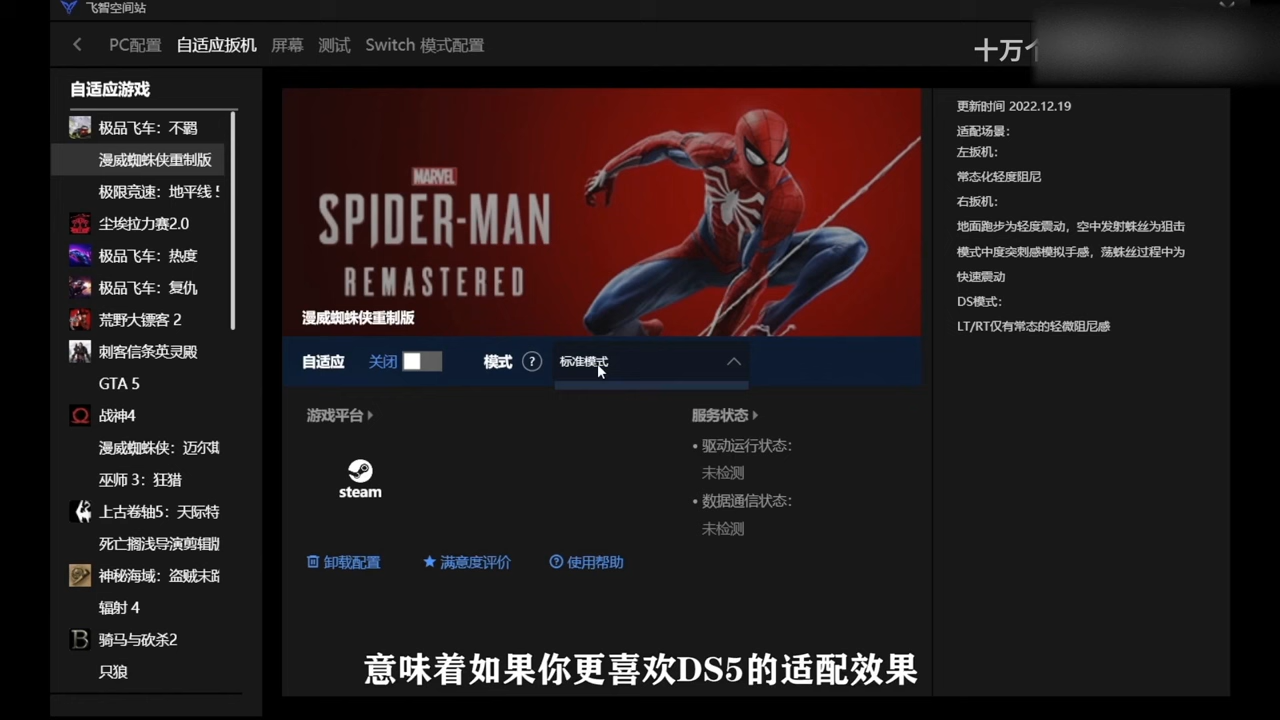 飞智空间站
PC配置 自适应扳机 屏幕 测试 Switch 模式配置
十万
自适应游戏
极品飞车：不羁
漫威蜘蛛侠重制版
极限竞速：地平线
尘埃拉力赛2.0
极品飞车：热度
极品飞车：复仇
荒野大镖客 2
刺客信条英灵殿
GTA 5
战神4
漫威蜘蛛侠：迈尔斯
巫师 3：狂猎
上古卷轴5：天际特
死亡搁浅导演剪辑版
神秘海域：盗贼末路
辐射 4
骑马与砍杀2
只狼
MARVEL
SPIDER-MAN
REMASTERED
漫威蜘蛛侠重制版
自适应 关闭 模式 ? 标准模式
游戏平台
steam
服务状态
• 驱动运行状态:
未检测
• 数据通信状态:
未检测
卸载配置 满意度评价 使用帮助
更新时间 2022.12.19
适配场景:
左扳机:
常态化轻度阻尼
右扳机:
地面跑步为轻度震动，空中发射蛛丝为狙击
模式中度突刺感模拟手感，荡蛛丝过程中为
快速震动
DS模式:
LT/RT仅有常态的轻微阻尼感
意味着如果你更喜欢DS5的适配效果